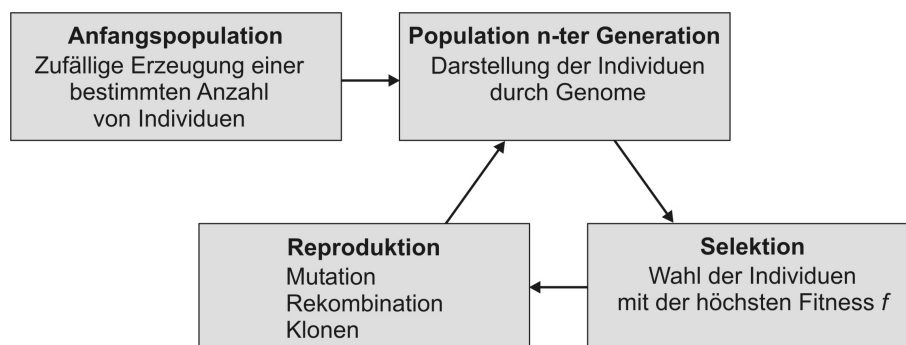 Anfangspopulation
Zufällige Erzeugung einer
bestimmten Anzahl
von Individuen
Population n-ter Generation
Darstellung der Individuen
durch Genome
Reproduktion
Mutation
Rekombination
Klonen
Selektion
Wahl der Individuen
mit der höchsten Fitness f